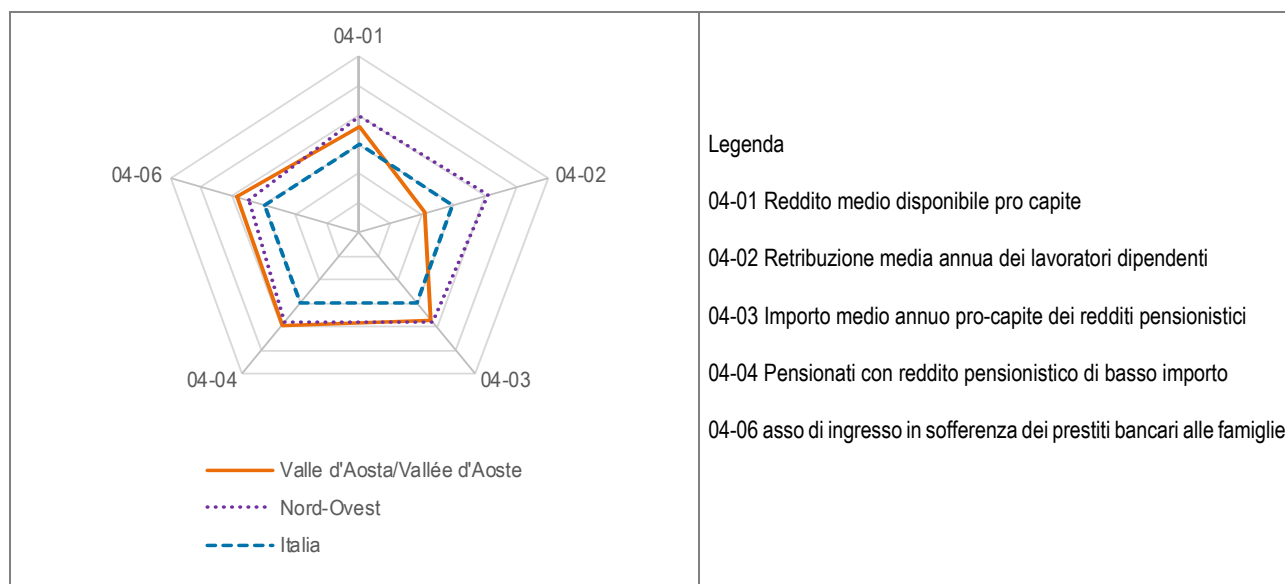 04-01
04-02
04-03
04-04
04-06
Valle d'Aosta/Vallée d'Aoste
Nord-Ovest
Italia
Legenda
04-01 Reddito medio disponibile pro capite
04-02 Retribuzione media annua dei lavoratori dipendenti
04-03 Importo medio annuo pro-capite dei redditi pensionistici
04-04 Pensionati con reddito pensionistico di basso importo
04-06 asso di ingresso in sofferenza dei prestiti bancari alle famiglie